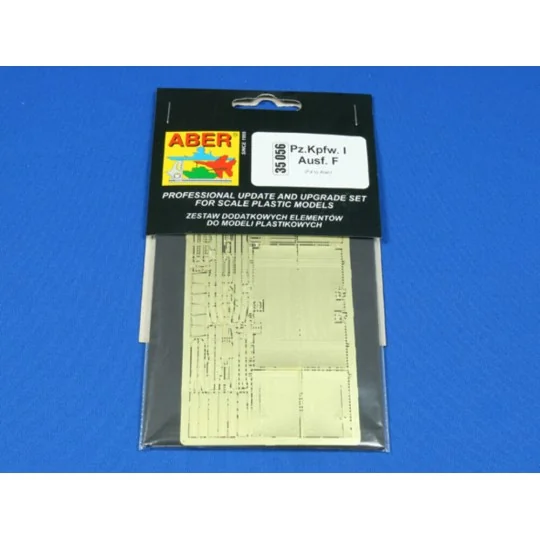 ABER®
SINCE 1995
35 056
Pz.Kpfw. I
Ausf. F
PROFESSIONAL UPDATE AND UPGRADE SET
FOR SCALE PLASTIC MODELS
ZESTAW DODATKOWYCH ELEMENTÓW
DO MODELI PLASTIKOWYCH